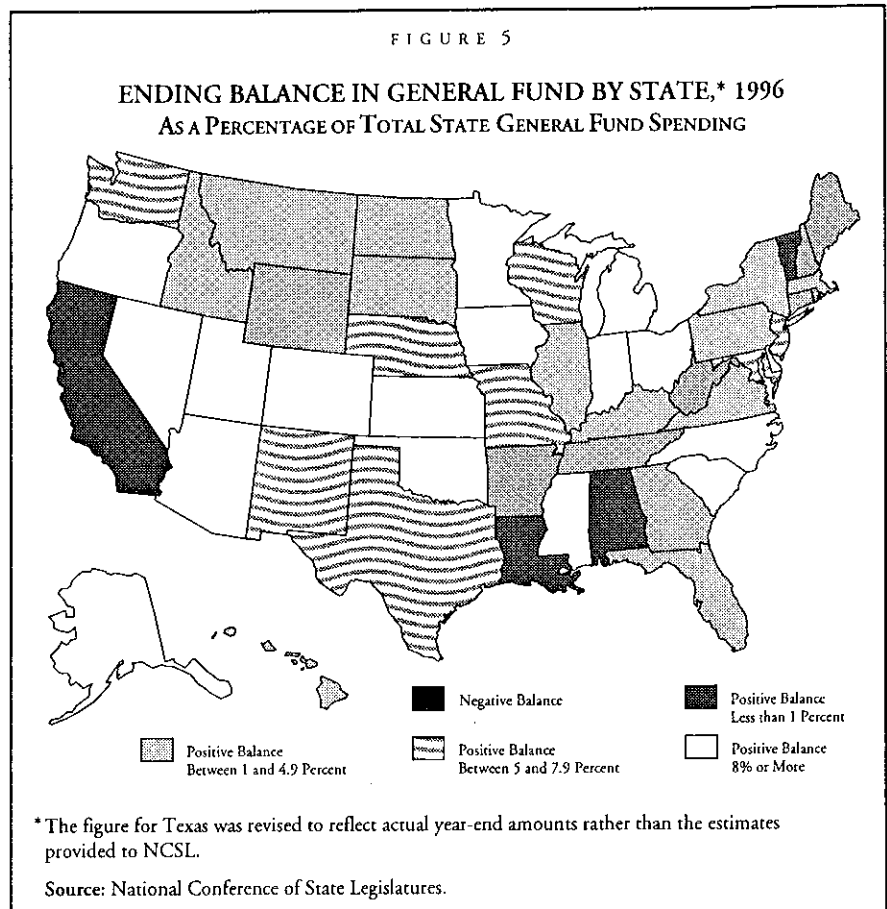 FIGURE 5
ENDING BALANCE IN GENERAL FUND BY STATE,* 1996
AS A PERCENTAGE OF TOTAL STATE GENERAL FUND SPENDING
Negative Balance
Positive Balance
Less than 1 Percent
Positive Balance
Between 1 and 4.9 Percent
Positive Balance
Between 5 and 7.9 Percent
Positive Balance
8% or More
* The figure for Texas was revised to reflect actual year-end amounts rather than the estimates
provided to NCSL.
Source: National Conference of State Legislatures.